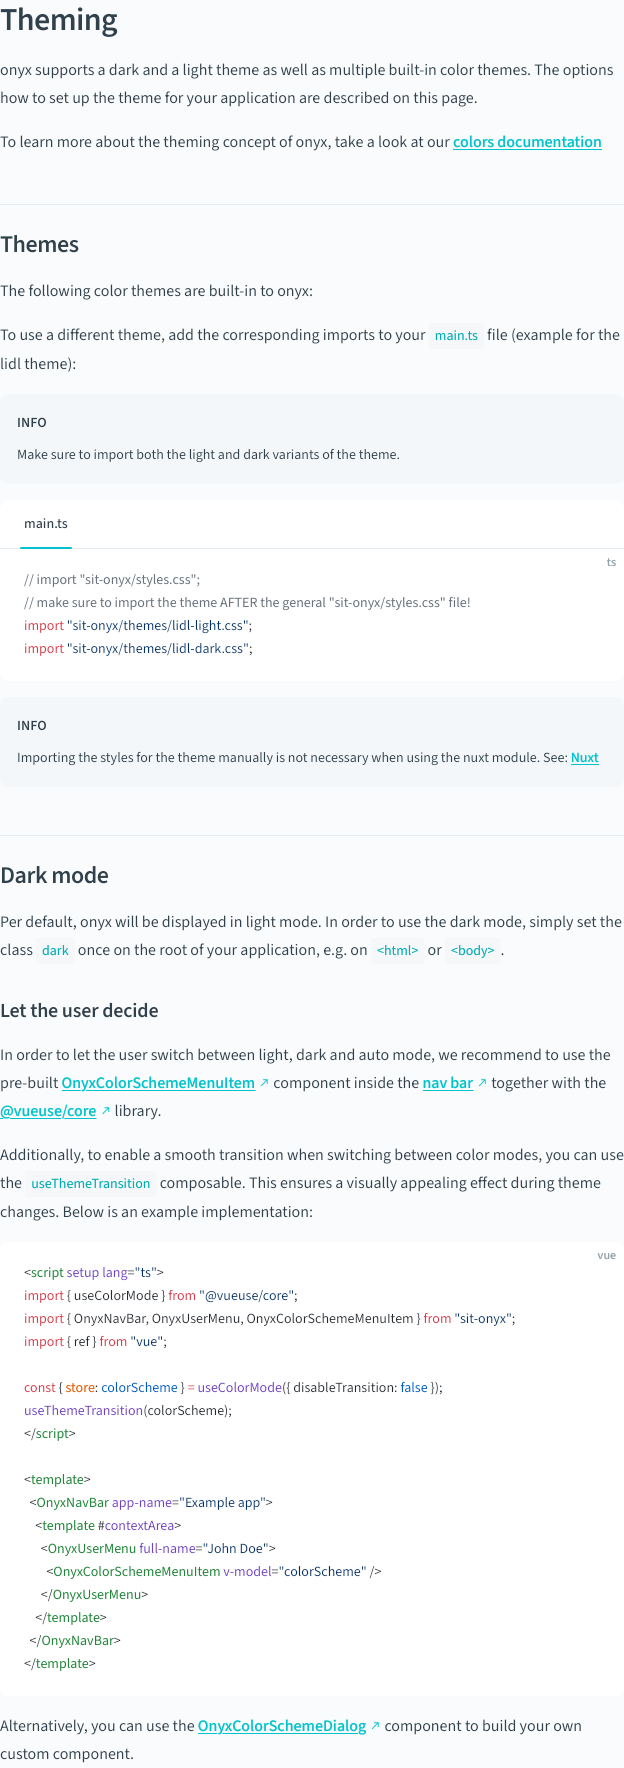 Theming
onyx supports a dark and a light theme as well as multiple built-in color themes. The options
how to set up the theme for your application are described on this page.
To learn more about the theming concept of onyx, take a look at our colors documentation
Themes
The following color themes are built-in to onyx:
To use a different theme, add the corresponding imports to your main.ts file (example for the
lidl theme):
INFO
Make sure to import both the light and dark variants of the theme.
main.ts
ts
// import "sit-onyx/styles.css";
// make sure to import the theme AFTER the general "sit-onyx/styles.css" file!
import "sit-onyx/themes/lidl-light.css";
import "sit-onyx/themes/lidl-dark.css";
INFO
Importing the styles for the theme manually is not necessary when using the nuxt module. See: Nuxt
Dark mode
Per default, onyx will be displayed in light mode. In order to use the dark mode, simply set the
class dark once on the root of your application, e.g. on <html> or <body> .
Let the user decide
In order to let the user switch between light, dark and auto mode, we recommend to use the
pre-built OnyxColorSchemeMenuItem ↗ component inside the nav bar ↗ together with the
@vueuse/core ↗ library.
Additionally, to enable a smooth transition when switching between color modes, you can use
the useThemeTransition composable. This ensures a visually appealing effect during theme
changes. Below is an example implementation:
vue
<script setup lang="ts">
import { useColorMode } from "@vueuse/core";
import { OnyxNavBar, OnyxUserMenu, OnyxColorSchemeMenuItem } from "sit-onyx";
import { ref } from "vue";
const { store: colorScheme } = useColorMode({ disableTransition: false });
useThemeTransition(colorScheme);
</script>
<template>
<OnyxNavBar app-name="Example app">
<template #contextArea>
<OnyxUserMenu full-name="John Doe">
<OnyxColorSchemeMenuItem v-model="colorScheme" />
</OnyxUserMenu>
</template>
</OnyxNavBar>
</template>
Alternatively, you can use the OnyxColorSchemeDialog ↗ component to build your own
custom component.